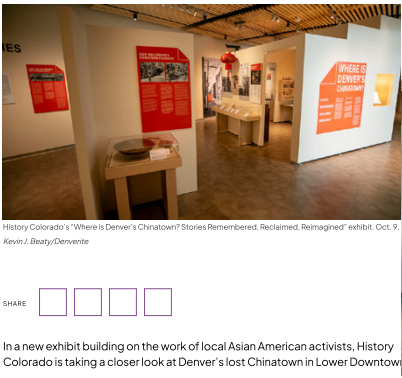 IES
WHERE IS
DENVER'S
CHINATOWN?
History Colorado's "Where is Denver's Chinatown? Stories Remembered, Reclaimed, Reimagined" exhibit. Oct. 9,
Kevin J. Beaty/Denverite
SHARE
In a new exhibit building on the work of local Asian American activists, History
Colorado is taking a closer look at Denver's lost Chinatown in Lower Downtown